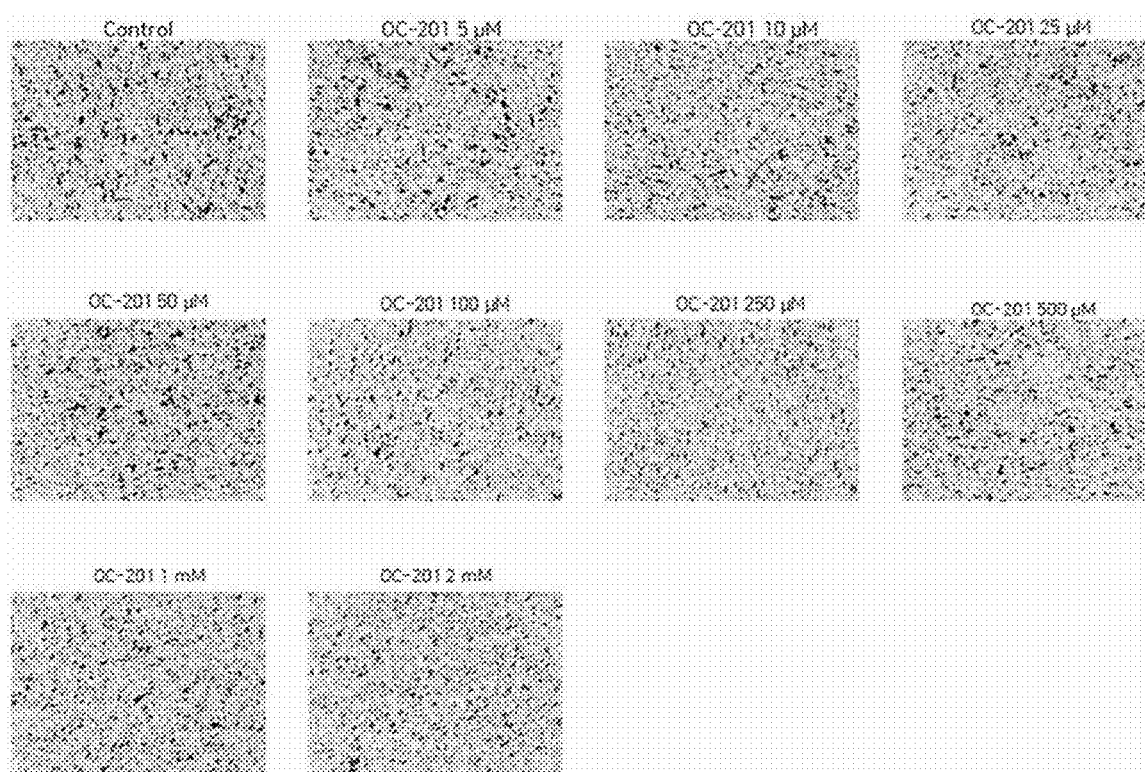 Control
OC-201 5 µM
OC-201 10 µM
OC-201 25 µM
OC-201 50 µM
OC-201 100 µM
OC-201 250 µM
OC-201 500 µM
OC-201 1 mM
OC-201 2 mM